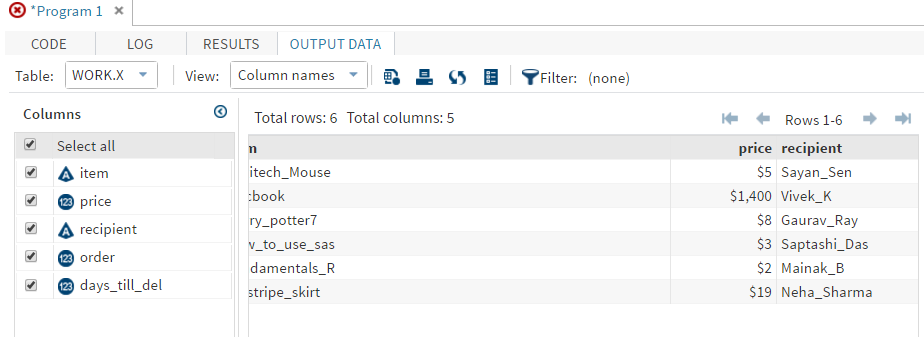 *Program 1
CODE LOG RESULTS OUTPUT DATA
Table: WORK.X View: Column names Filter: (none)
Columns
Total rows: 6 Total columns: 5 Rows 1-6
Select all
item
price
recipient
order
days_till_del
m price recipient
itech_Mouse $5 Sayan_Sen
cbook $1,400 Vivek_K
ry_potter7 $8 Gaurav_Ray
w_to_use_sas $3 Saptashi_Das
damentals_R $2 Mainak_B
stripe_skirt $19 Neha_Sharma